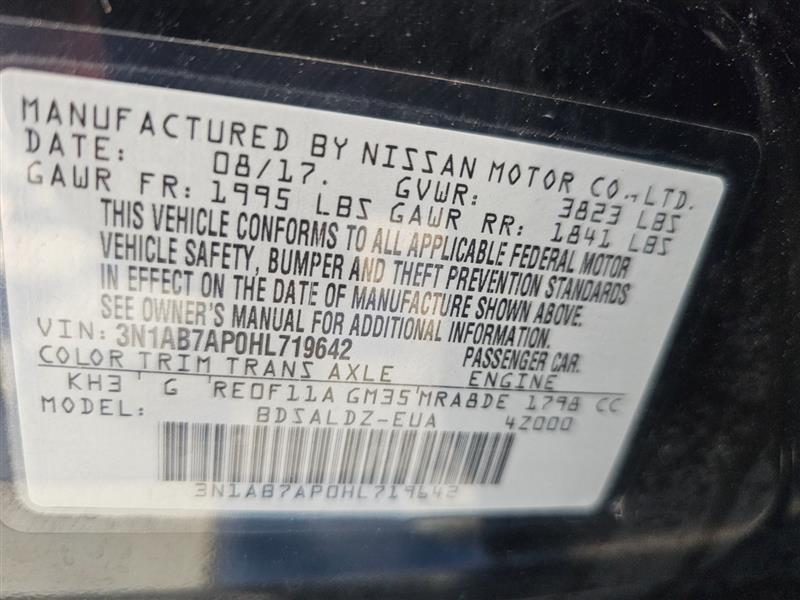 MANUFACTURED BY NISSAN MOTOR CO.,LTD.
DATE: 08/17. GVWR: 3823 LBS
GAWR FR: 1995 LBS GAWR RR: 1841 LBS
THIS VEHICLE CONFORMS TO ALL APPLICABLE FEDERAL MOTOR
VEHICLE SAFETY, BUMPER AND THEFT PREVENTION STANDARDS
IN EFFECT ON THE DATE OF MANUFACTURE SHOWN ABOVE.
SEE OWNER'S MANUAL FOR ADDITIONAL INFORMATION.
VIN: 3N1AB7AP0HL719642 PASSENGER CAR.
COLOR TRIM TRANS AXLE ENGINE
KH3 G RE0F11A GM35 MRA8DE 1798 CC
MODEL: BDSALDZ-EUA 4Z000
3N1AB7AP0HL719642